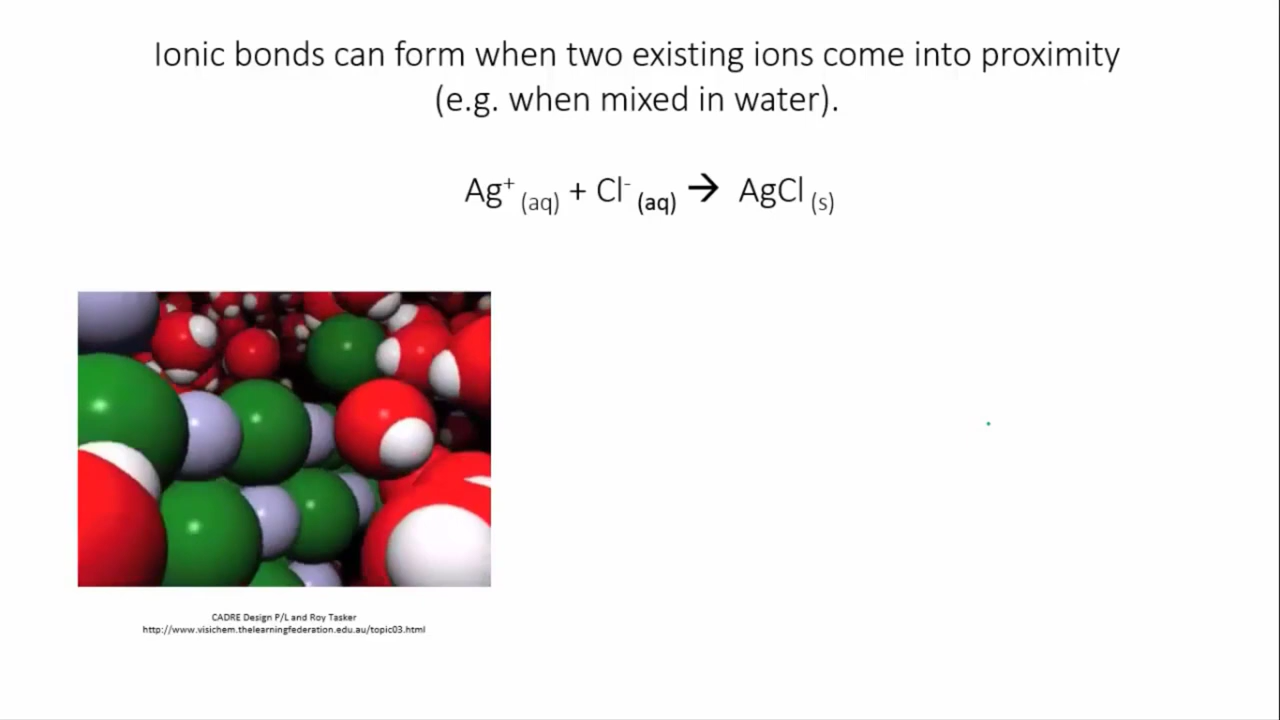 Ionic bonds can form when two existing ions come into proximity
(e.g. when mixed in water).
Ag⁺ (aq) + Cl⁻ (aq) → AgCl (s)
CADRE Design P/L and Roy Tasker
http://www.visichem.thelearningfederation.edu.au/topic03.html